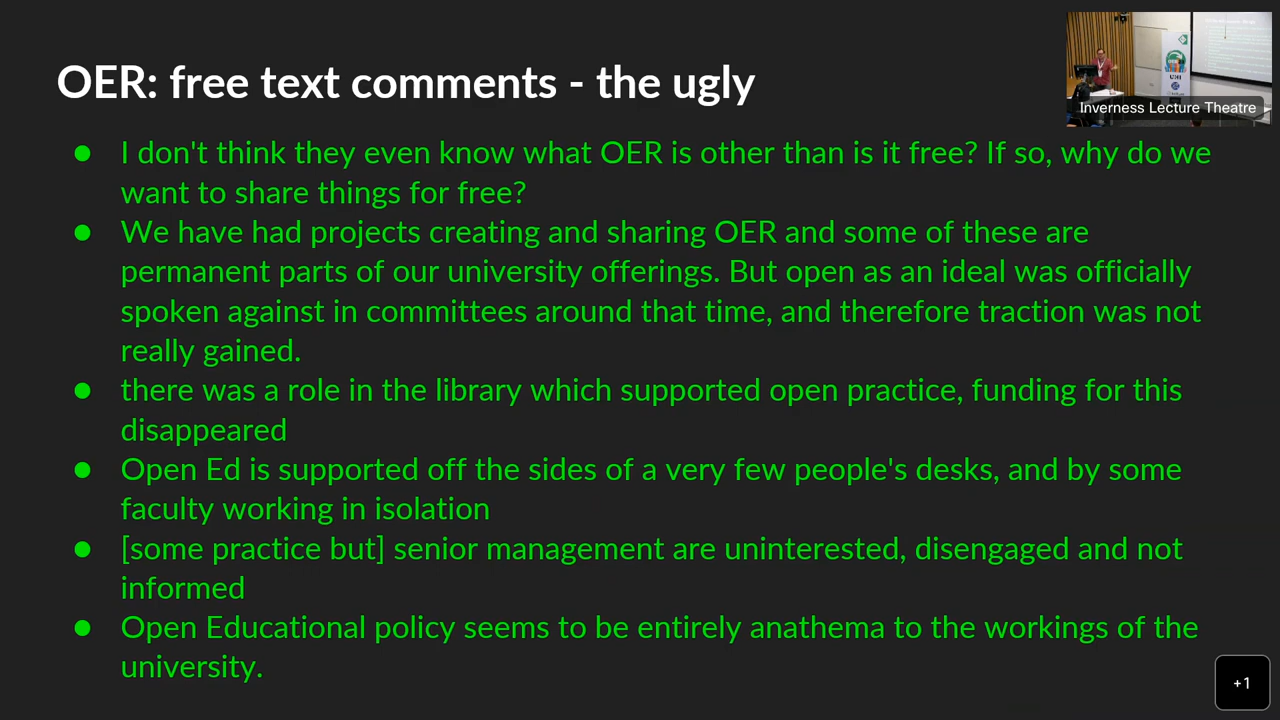 OER: free text comments - the ugly
Inverness Lecture Theatre
● I don't think they even know what OER is other than is it free? If so, why do we
want to share things for free?
● We have had projects creating and sharing OER and some of these are
permanent parts of our university offerings. But open as an ideal was officially
spoken against in committees around that time, and therefore traction was not
really gained.
● there was a role in the library which supported open practice, funding for this
disappeared
● Open Ed is supported off the sides of a very few people's desks, and by some
faculty working in isolation
● [some practice but] senior management are uninterested, disengaged and not
informed
● Open Educational policy seems to be entirely anathema to the workings of the
university.
+1